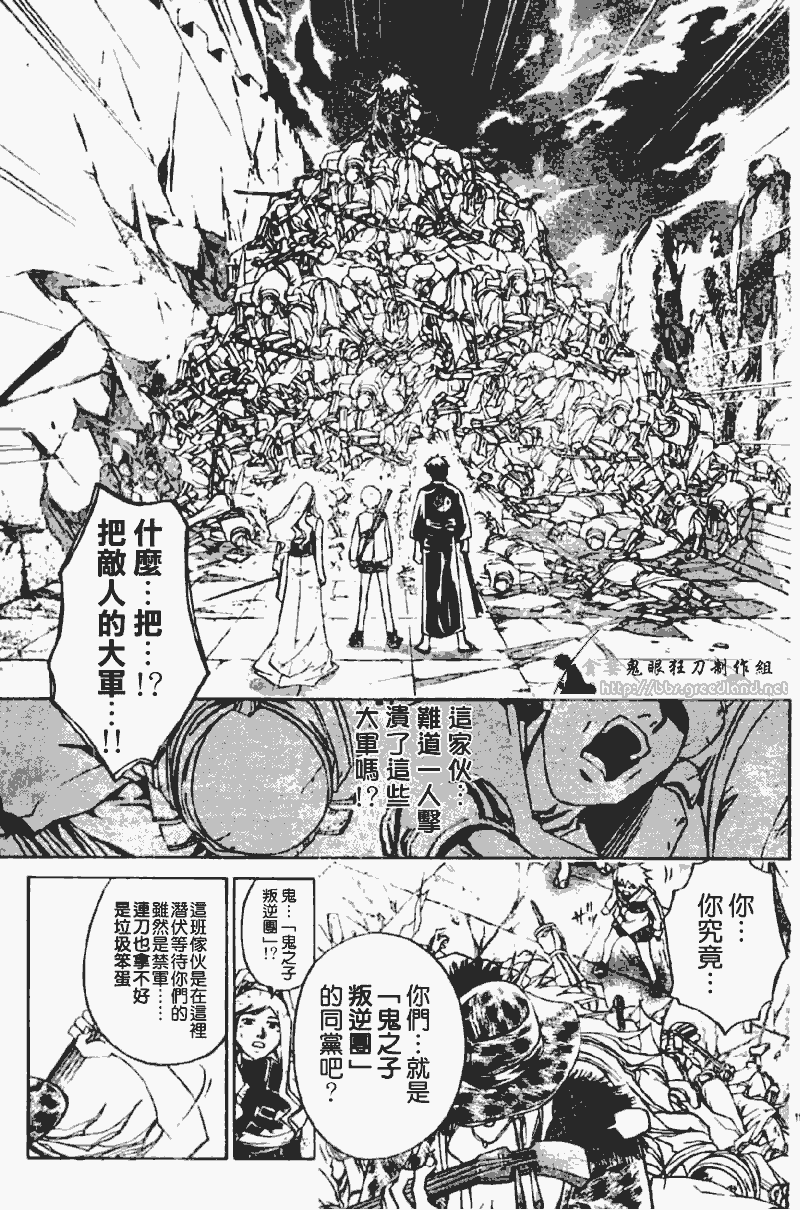 什麼…把…!?
把敵人的大軍…!!
鬼眼狂刀制作組
http://bbs.greedland.net
這家伙…
難道一人擊
潰了這些
大軍嗎!?
你…
你究竟…
你們…就是
「鬼之子
叛逆團」
的同黨吧？
鬼…「鬼之子
叛逆團」!?
這班傢伙是在這裡
潛伏等待你們的
雖然是禁軍……
連刀也拿不好
是垃圾笨蛋